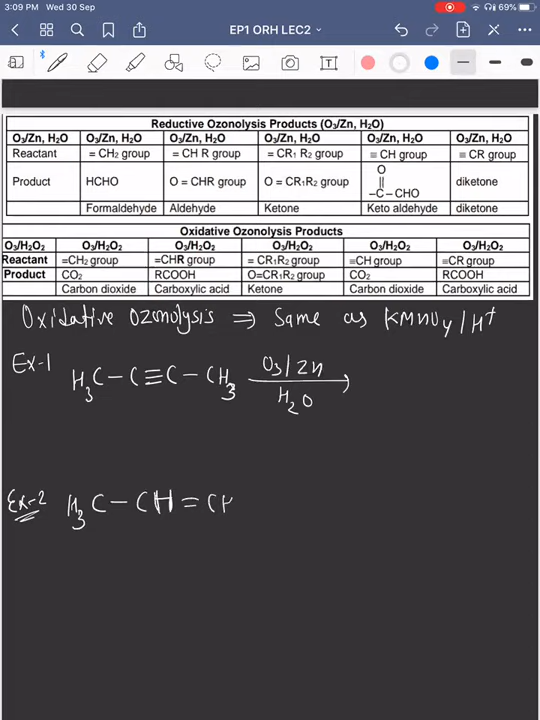 3:09 PM Wed 30 Sep 69%
EP1 ORH LEC2
Reductive Ozonolysis Products (O3/Zn, H2O)
O3/Zn, H2O O3/Zn, H2O O3/Zn, H2O O3/Zn, H2O O3/Zn, H2O O3/Zn, H2O
Reactant = CH2 group = CH R group = CR1 R2 group ≡ CH group ≡ CR group
Product HCHO O = CHR group O = CR1R2 group O
||
–C – CHO diketone
Formaldehyde Aldehyde Ketone Keto aldehyde diketone
Oxidative Ozonolysis Products
O3/H2O2 O3/H2O2 O3/H2O2 O3/H2O2 O3/H2O2 O3/H2O2
Reactant =CH2 group =CHR group = CR1R2 group ≡CH group ≡CR group
Product CO2 RCOOH O=CR1R2 group CO2 RCOOH
Carbon dioxide Carboxylic acid Ketone Carbon dioxide Carboxylic acid
Oxidative Ozonolysis ⇒ Same as KMnO4/H+
Ex-1 H3C – C ≡ C – CH3 O3/Zn
H2O
Ex-2 H3C – CH = CH